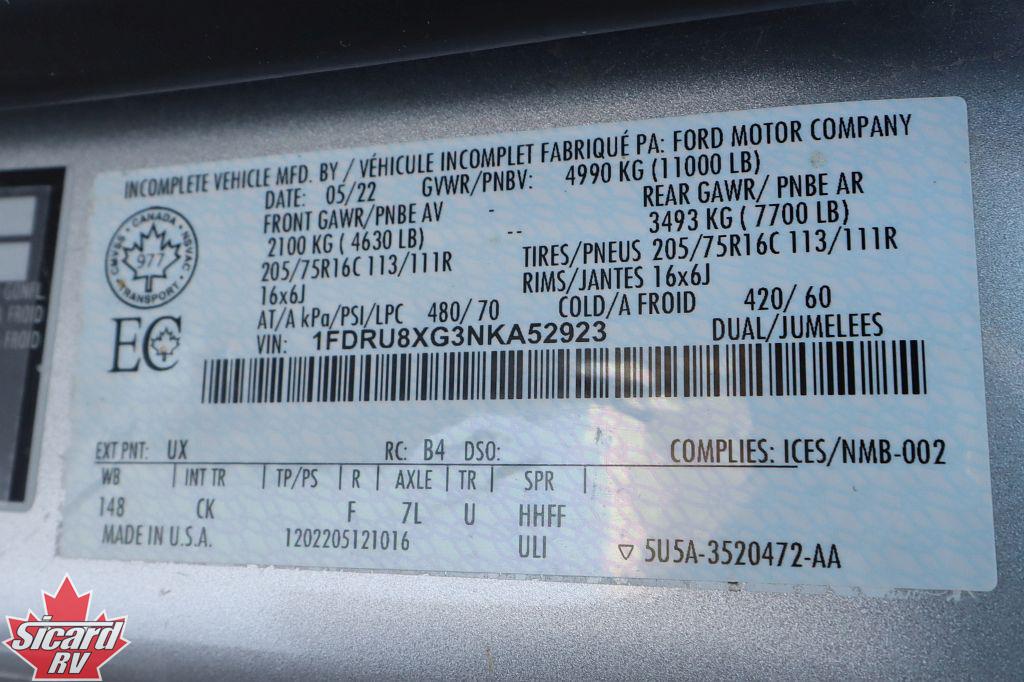 INCOMPLETE VEHICLE MFD. BY / VÉHICULE INCOMPLET FABRIQUÉ PA: FORD MOTOR COMPANY
DATE: 05/22 GVWR/PNBV: 4990 KG (11000 LB)
FRONT GAWR/PNBE AV - REAR GAWR/ PNBE AR
2100 KG ( 4630 LB) -- 3493 KG ( 7700 LB)
205/75R16C 113/111R TIRES/PNEUS 205/75R16C 113/111R
16x6J RIMS/JANTES 16x6J
AT/A kPa/PSI/LPC 480/ 70 COLD/A FROID 420/ 60
VIN: 1FDRU8XG3NKA52923 DUAL/JUMELEES
CANADA
CMVSS NSVAC
977
TRANSPORT
EC
EXT PNT: UX RC: B4 DSO: COMPLIES: ICES/NMB-002
WB | INT TR | TP/PS | R | AXLE | TR | SPR |
148 CK F 7L U HHFF
MADE IN U.S.A. 1202205121016 ULI ▽ 5U5A-3520472-AA
A FROID
FROID
Sicard
RV